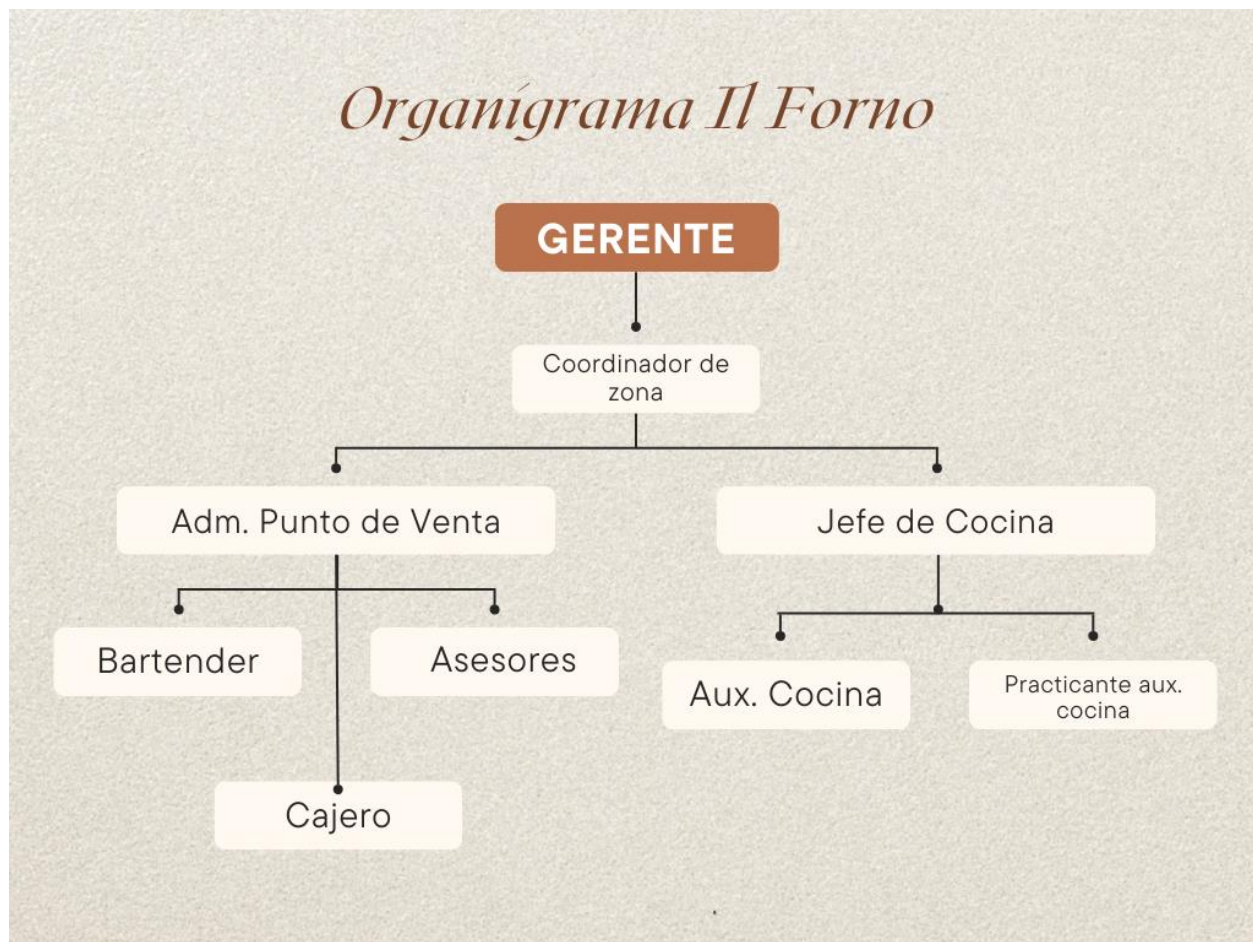 Organigrama Il Forno
GERENTE
Coordinador de
zona
Adm. Punto de Venta
Jefe de Cocina
Bartender
Asesores
Aux. Cocina
Practicante aux.
cocina
Cajero